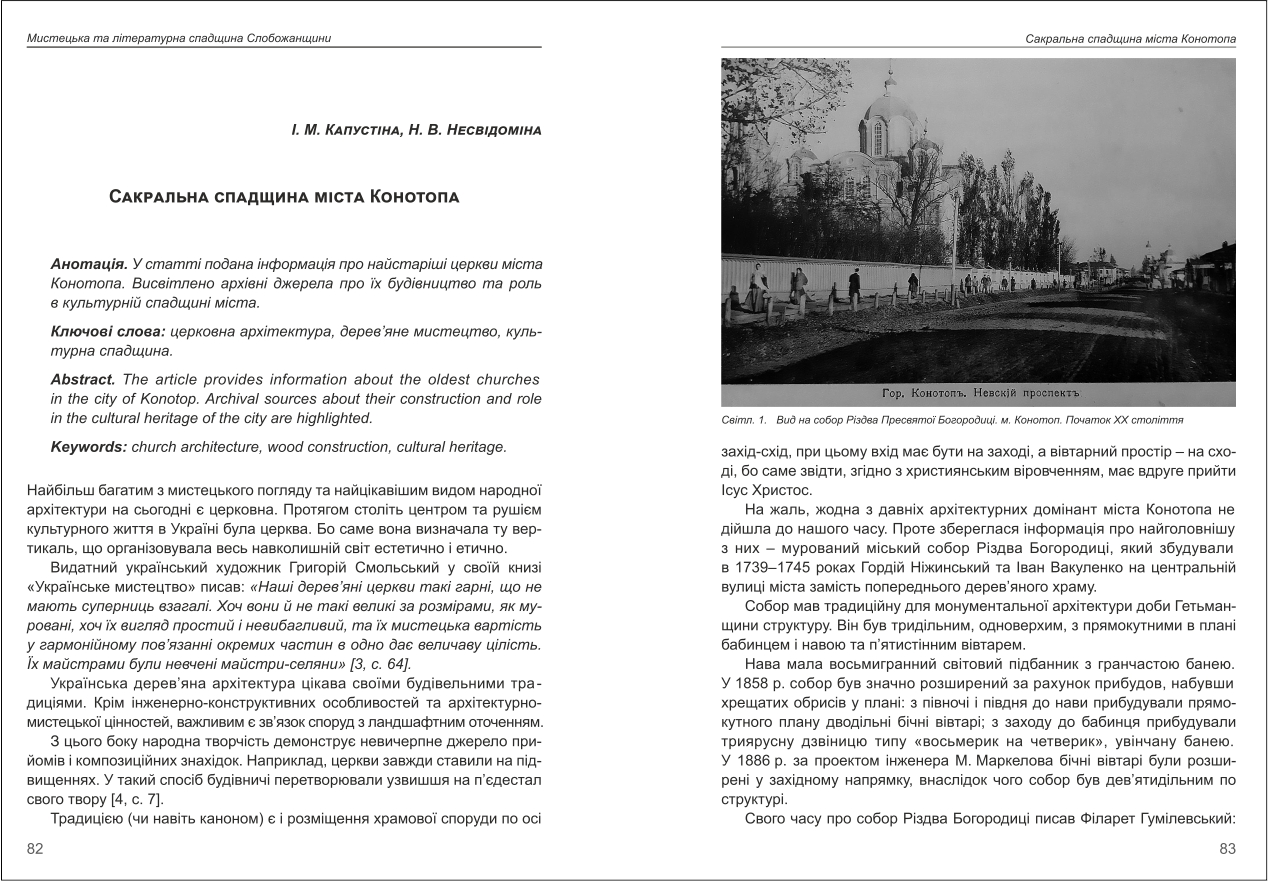 Мистецька та літературна спадщина Слобожанщини
І. М. Капустіна, Н. В. Несвідоміна
Сакральна спадщина міста Конотопа
Анотація. У статті подана інформація про найстаріші церкви міста
Конотопа. Висвітлено архівні джерела про їх будівництво та роль
в культурній спадщині міста.
Ключові слова: церковна архітектура, дерев’яне мистецтво, куль-
турна спадщина.
Abstract. The article provides information about the oldest churches
in the city of Konotop. Archival sources about their construction and role
in the cultural heritage of the city are highlighted.
Keywords: church architecture, wood construction, cultural heritage.
Найбільш багатим з мистецького погляду та найцікавішим видом народної
архітектури на сьогодні є церковна. Протягом століть центром та рушієм
культурного життя в Україні була церква. Бо саме вона визначала ту вер-
тикаль, що організовувала весь навколишній світ естетично і етично.
Видатний український художник Григорій Смольський у своїй книзі
«Українське мистецтво» писав: «Наші дерев’яні церкви такі гарні, що не
мають суперниць взагалі. Хоч вони й не такі великі за розмірами, як му-
ровані, хоч їх вигляд простий і невибагливий, та їх мистецька вартість
у гармонійному пов’язанні окремих частин в одно дає величаву цілість.
Їх майстрами були невчені майстри-селяни» [3, с. 64].
Українська дерев’яна архітектура цікава своїми будівельними тра-
диціями. Крім інженерно-конструктивних особливостей та архітектурно-
мистецької цінностей, важливим є зв’язок споруд з ландшафтним оточенням.
З цього боку народна творчість демонструє невичерпне джерело при-
йомів і композиційних знахідок. Наприклад, церкви завжди ставили на під-
вищеннях. У такий спосіб будівничі перетворювали узвишшя на п’єдестал
свого твору [4, с. 7].
Традицією (чи навіть каноном) є і розміщення храмової споруди по осі
82
Сакральна спадщина міста Конотопа
Гор. Конотопъ. Невскій проспектъ
Світл. 1. Вид на собор Різдва Пресвятої Богородиці. м. Конотоп. Початок ХХ століття
захід-схід, при цьому вхід має бути на заході, а вівтарний простір – на схо-
ді, бо саме звідти, згідно з християнським віровченням, має вдруге прийти
Ісус Христос.
На жаль, жодна з давніх архітектурних домінант міста Конотопа не
дійшла до нашого часу. Проте збереглася інформація про найголовнішу
з них – мурований міський собор Різдва Богородиці, який збудували
в 1739–1745 роках Гордій Ніжинський та Іван Вакуленко на центральній
вулиці міста замість попереднього дерев’яного храму.
Собор мав традиційну для монументальної архітектури доби Гетьман-
щини структуру. Він був тридільним, одноверхим, з прямокутними в плані
бабинцем і навою та п’ятистінним вівтарем.
Нава мала восьмигранний світовий підбанник з гранчастою банею.
У 1858 р. собор був значно розширений за рахунок прибудов, набувши
хрещатих обрисів у плані: з півночі і півдня до нави прибудували прямо-
кутного плану дводільні бічні вівтарі; з заходу до бабинця прибудували
триярусну дзвіницю типу «восьмерик на четверик», увінчану банею.
У 1886 р. за проектом інженера М. Маркелова бічні вівтарі були розши-
рені у західному напрямку, внаслідок чого собор був дев’ятидільним по
структурі.
Свого часу про собор Різдва Богородиці писав Філарет Гумілевський:
83